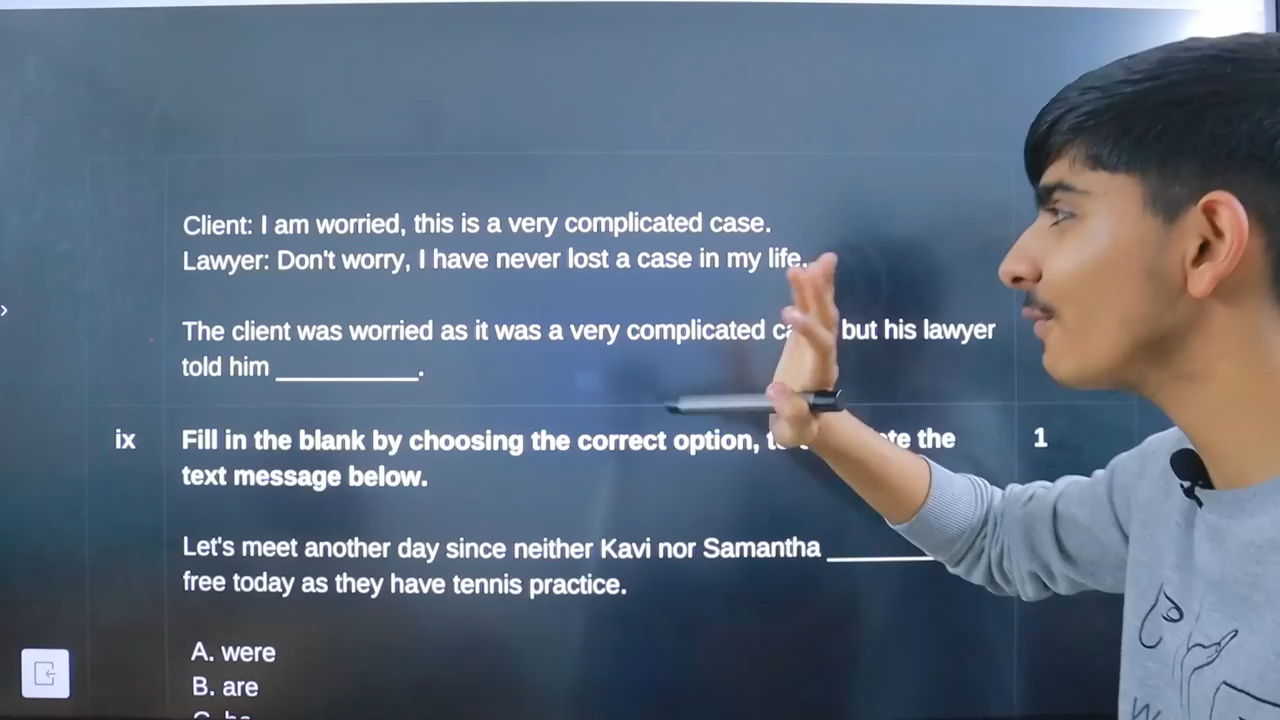 Client: I am worried, this is a very complicated case.
Lawyer: Don't worry, I have never lost a case in my life.
The client was worried as it was a very complicated but his lawyer
told him __________.
ix Fill in the blank by choosing the correct option, the 1
text message below.
Let's meet another day since neither Kavi nor Samantha ________
free today as they have tennis practice.
A. were
B. are